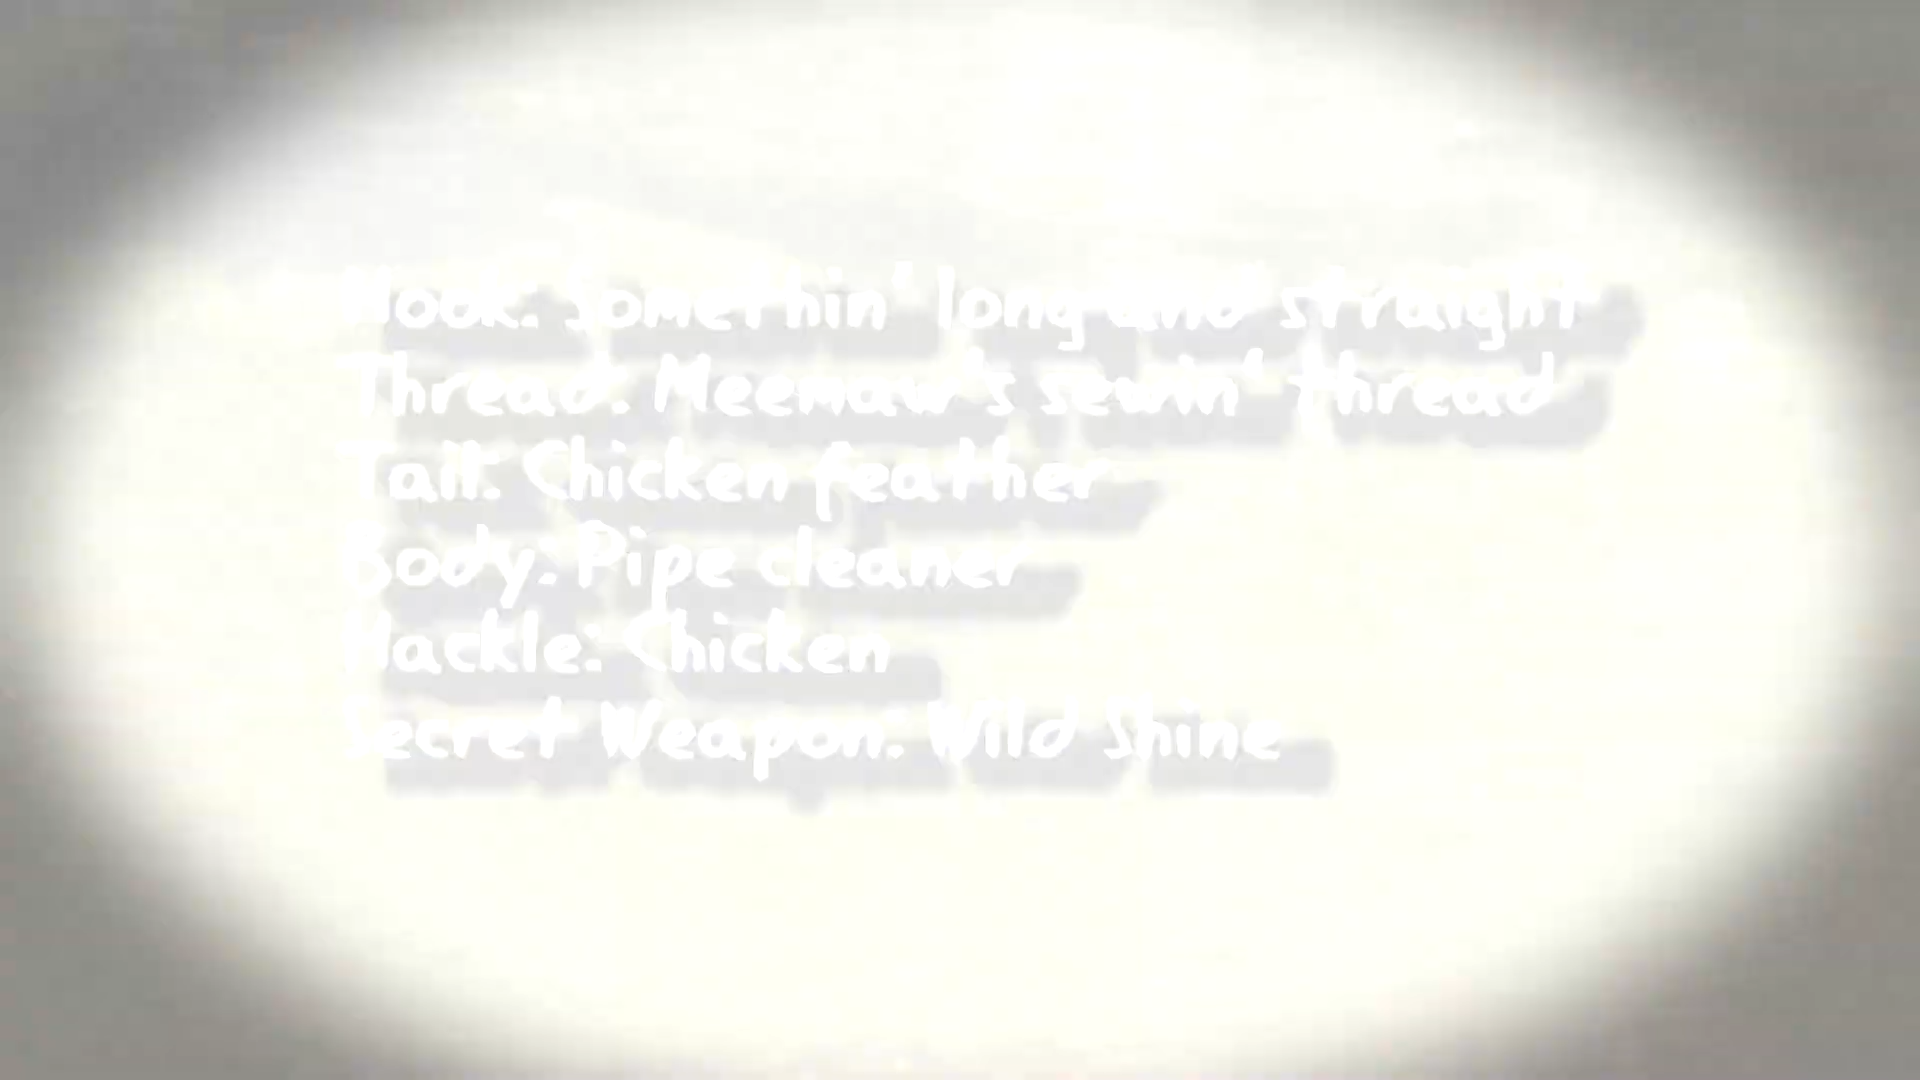 Hook: Somethin' long and straight
Thread: Meemaw's sewin' thread
Tail: Chicken feather
Body: Pipe cleaner
Hackle: Chicken
Secret Weapon: Wild Shine